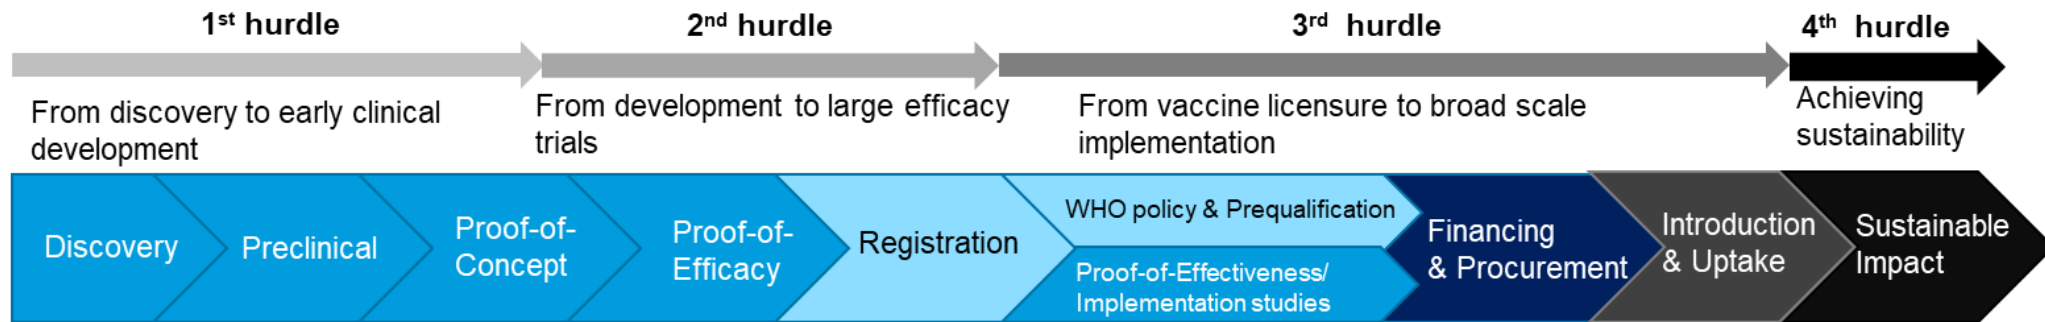 1st hurdle
2nd hurdle
3rd hurdle
4th hurdle
From discovery to early clinical
development
From development to large efficacy
trials
From vaccine licensure to broad scale
implementation
Achieving
sustainability
Discovery
Preclinical
Proof-of-
Concept
Proof-of-
Efficacy
Registration
WHO policy & Prequalification
Proof-of-Effectiveness/
Implementation studies
Financing
& Procurement
Introduction
& Uptake
Sustainable
Impact